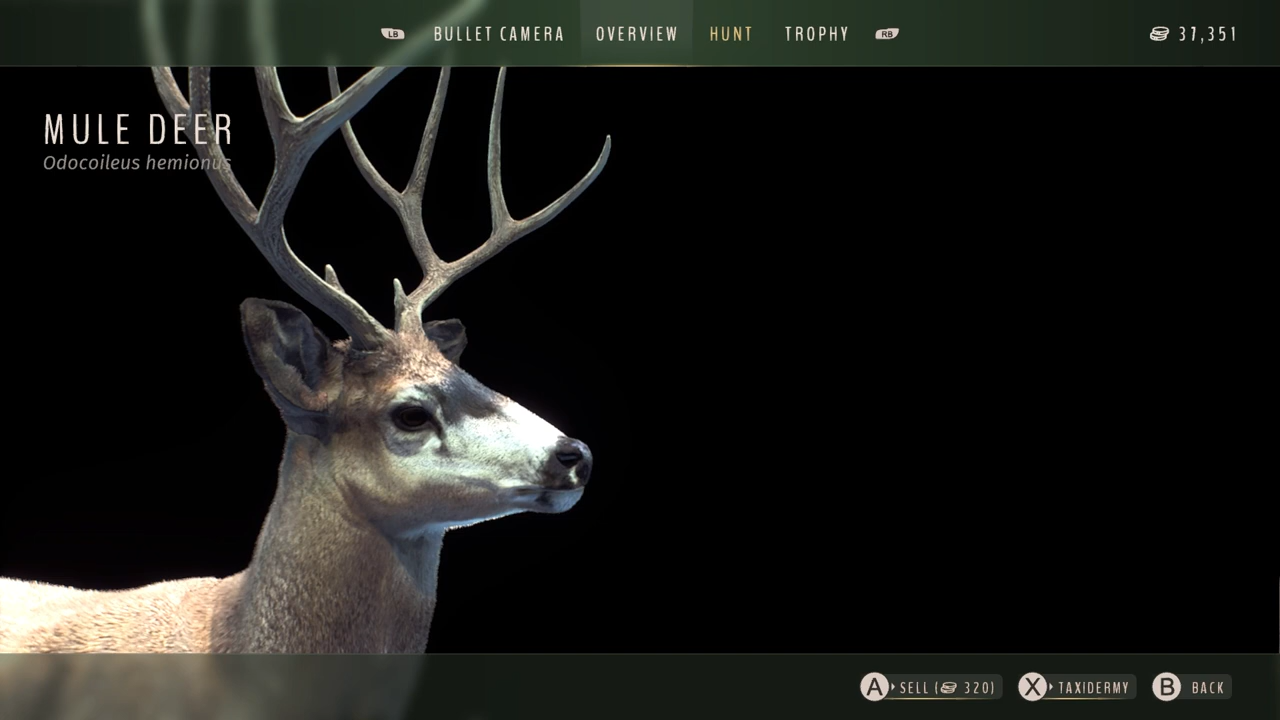 LB BULLET CAMERA OVERVIEW HUNT TROPHY RB 37,351
MULE DEER
Odocoileus hemionus
A SELL ( 320) X TAXIDERMY B BACK